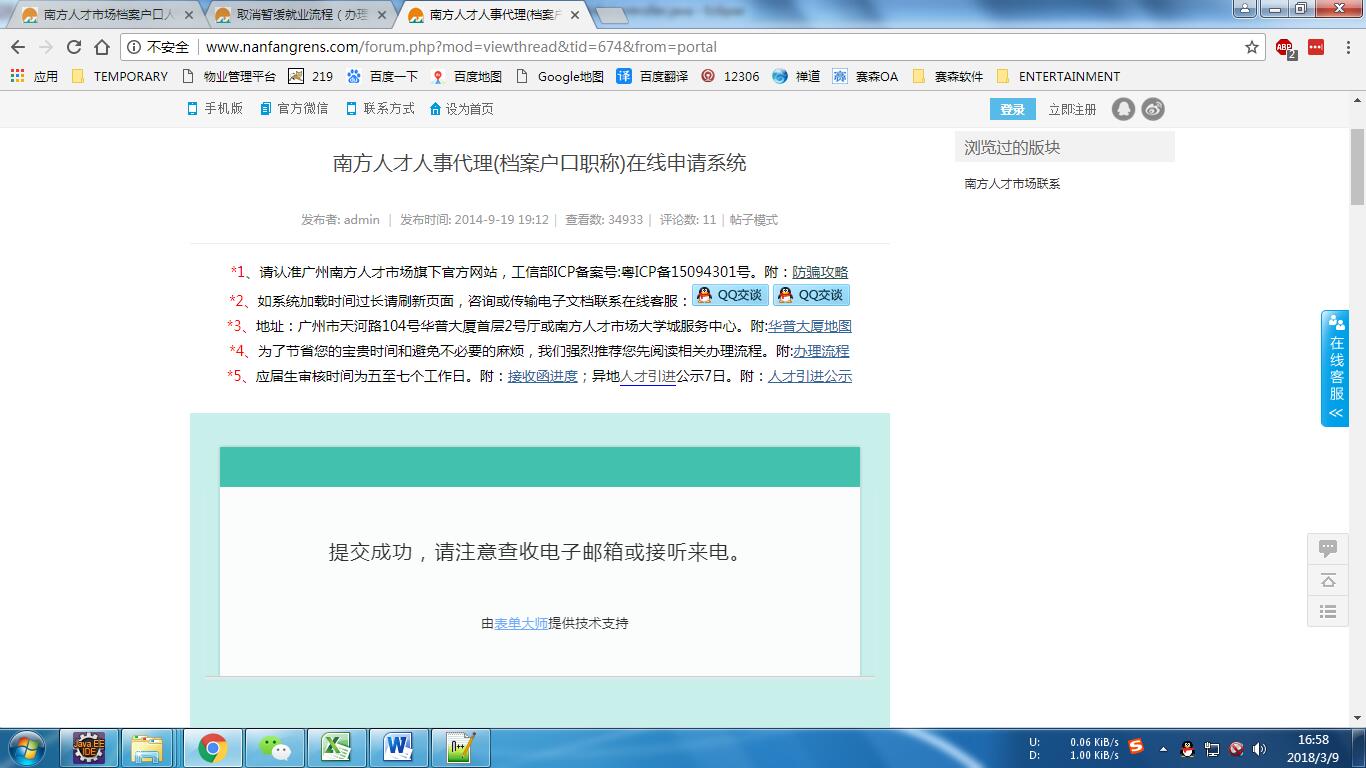 南方人才市场档案户口人
取消暂缓就业流程（办理
南方人才人事代理(档案户
不安全 www.nanfangrens.com/forum.php?mod=viewthread&tid=674&from=portal
ABP 2
应用 TEMPORARY 物业管理平台 219 百度一下 百度地图 Google地图 译 百度翻译 12306 禅道 赛森OA 赛森软件 ENTERTAINMENT
手机版 官方微信 联系方式 设为首页 登录 立即注册
浏览过的版块
南方人才市场联系
南方人才人事代理(档案户口职称)在线申请系统
发布者: admin | 发布时间: 2014-9-19 19:12 | 查看数: 34933 | 评论数: 11 | 帖子模式
*1、请认准广州南方人才市场旗下官方网站，工信部ICP备案号:粤ICP备15094301号。附：防骗攻略
*2、如系统加载时间过长请刷新页面，咨询或传输电子文档联系在线客服： QQ交谈 QQ交谈
*3、地址：广州市天河路104号华普大厦首层2号厅或南方人才市场大学城服务中心。附:华普大厦地图
*4、为了节省您的宝贵时间和避免不必要的麻烦，我们强烈推荐您先阅读相关办理流程。附:办理流程
*5、应届生审核时间为五至七个工作日。附：接收函进度；异地人才引进公示7日。附：人才引进公示
在线客服 <<
提交成功，请注意查收电子邮箱或接听来电。
由表单大师提供技术支持
Java EE IDE
U: 0.06 KiB/s
D: 1.00 KiB/s
16:58
2018/3/9